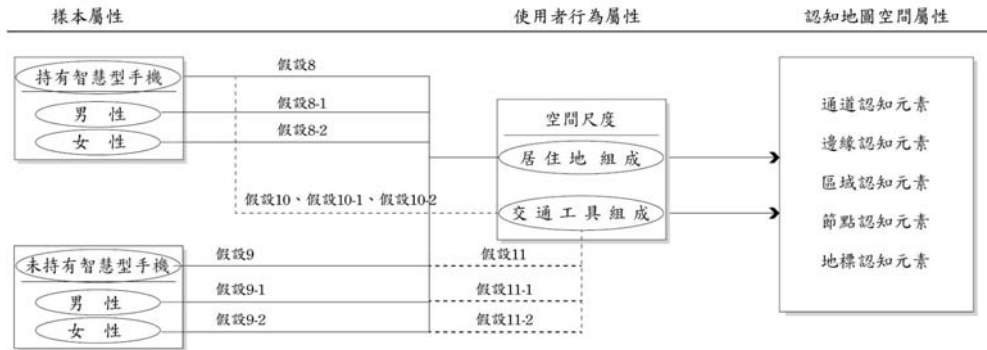 樣本屬性
使用者行為屬性
認知地圖空間屬性
持有智慧型手機
男 性
女 性
假設8
假設8-1
假設8-2
假設10、假設10-1、假設10-2
空間尺度
居住地 組成
交通工具組成
通道認知元素
邊緣認知元素
區域認知元素
節點認知元素
地標認知元素
未持有智慧型手機
男 性
女 性
假設9
假設9-1
假設9-2
假設11
假設11-1
假設11-2